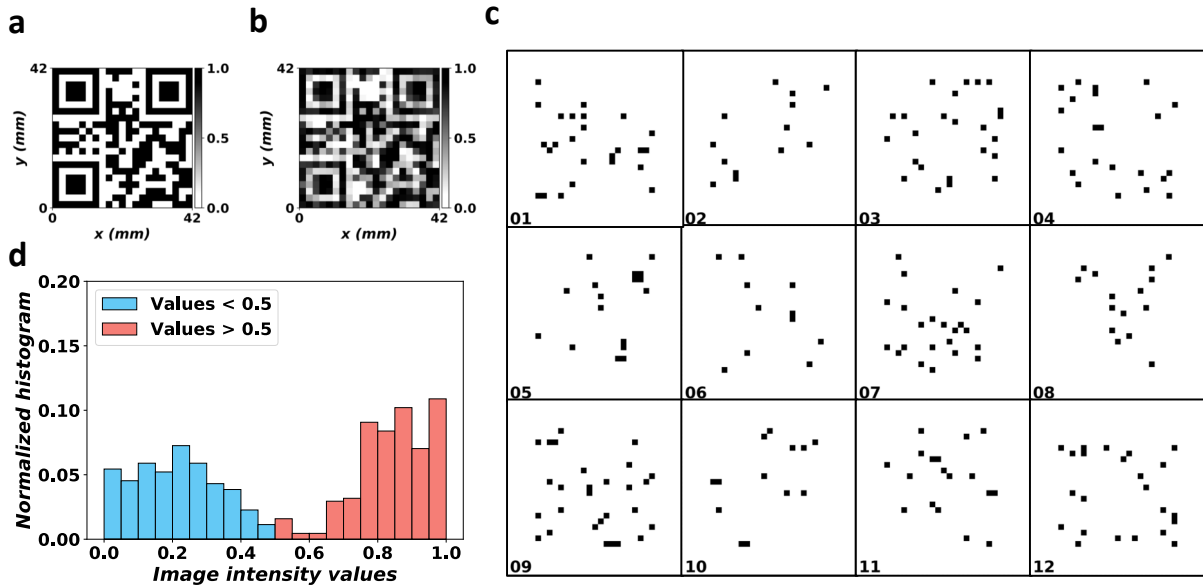 a
42
y (mm)
0
0
42
x (mm)
1.0
0.5
0.0
b
42
y (mm)
0
0
42
x (mm)
1.0
0.5
0.0
c
01
02
03
04
05
06
07
08
09
10
11
12
d
Normalized histogram
0.20
0.15
0.10
0.05
0.00
Values < 0.5
Values > 0.5
0.0 0.2 0.4 0.6 0.8 1.0
Image intensity values